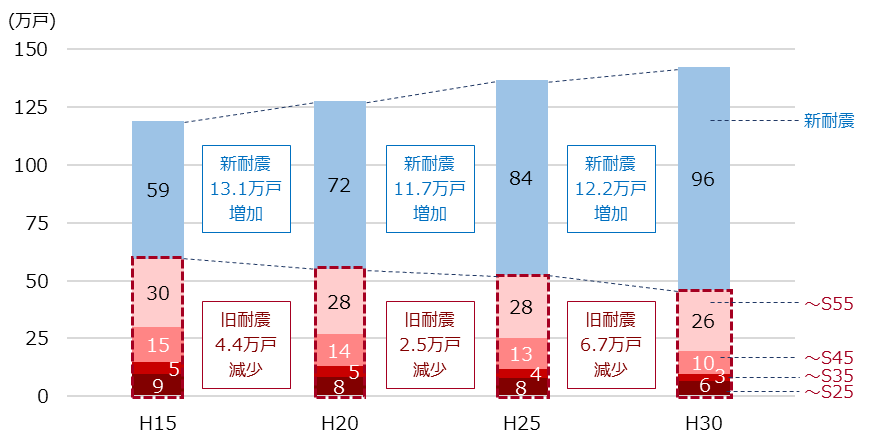 (万戸)
150
125
100
75
50
25
0
59
30
15
5
9
72
28
14
5
8
84
28
13
4
8
96
26
10
3
6
新耐震
13.1万戸
増加
新耐震
11.7万戸
増加
新耐震
12.2万戸
増加
旧耐震
4.4万戸
減少
旧耐震
2.5万戸
減少
旧耐震
6.7万戸
減少
新耐震
～S55
～S45
～S35
～S25
H15
H20
H25
H30